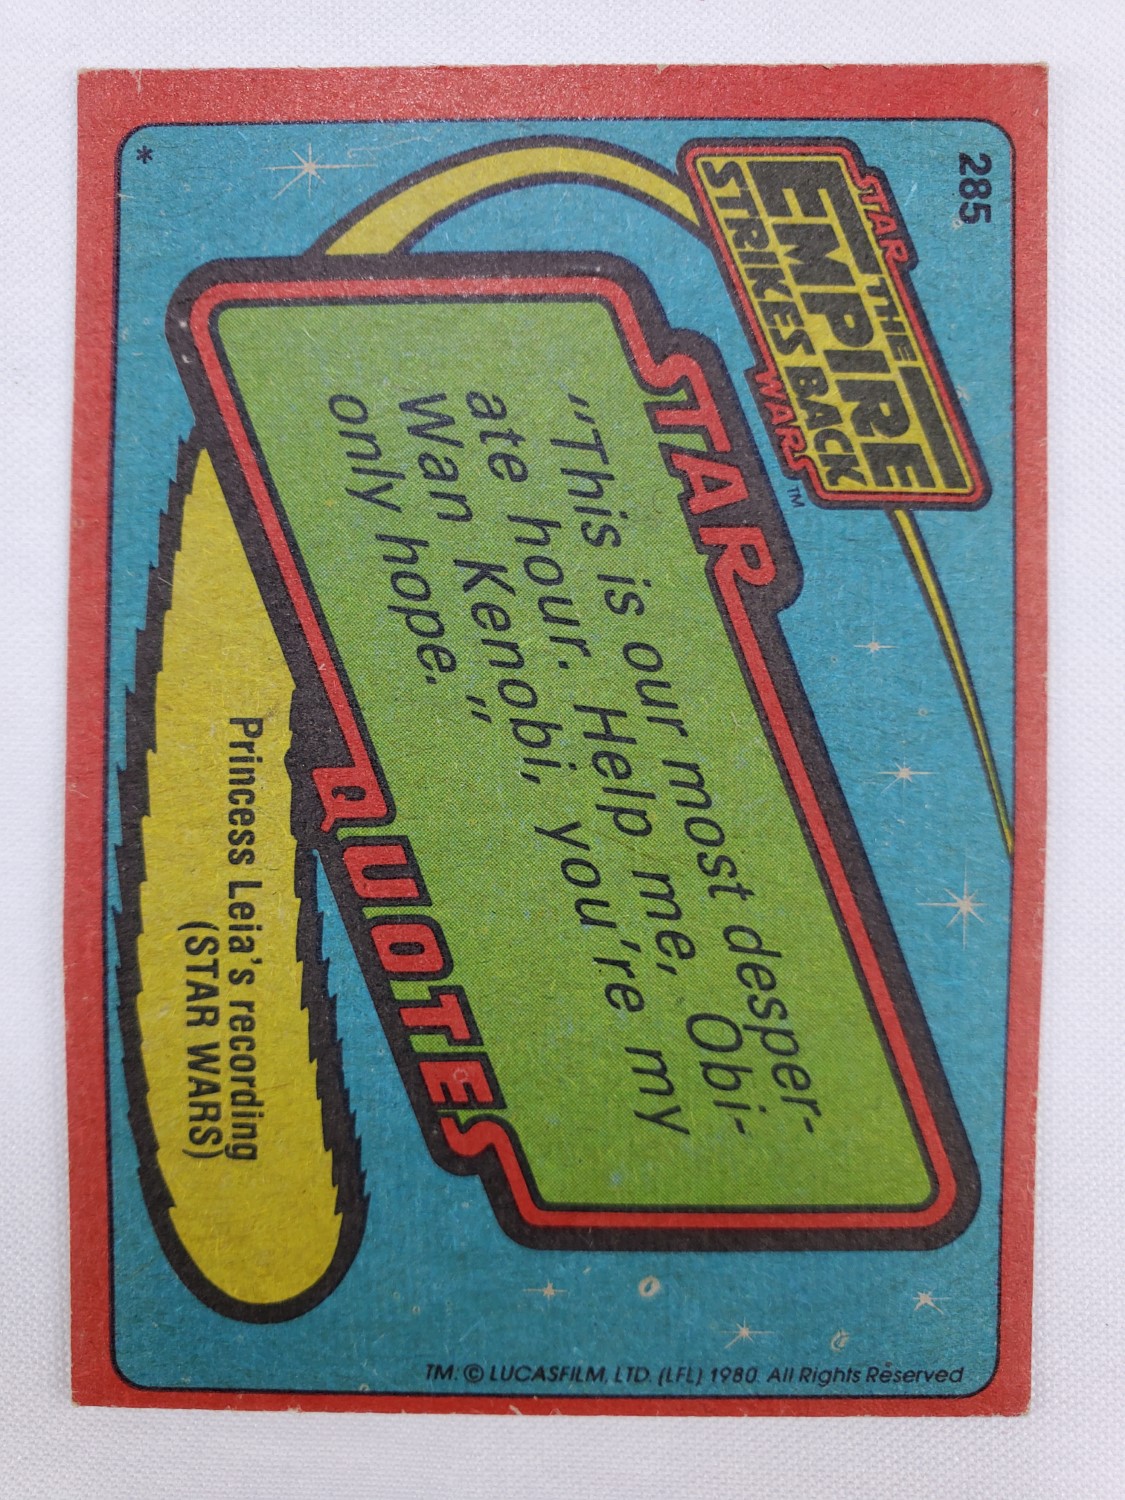 285
STAR
THE
EMPIRE
STRIKES BACK
WARS ™
STAR
"This is our most desper-
ate hour. Help me, Obi-
Wan Kenobi, you're my
only hope."
QUOTES
Princess Leia's recording
(STAR WARS)
*
TM: © LUCASFILM, LTD. (LFL) 1980. All Rights Reserved